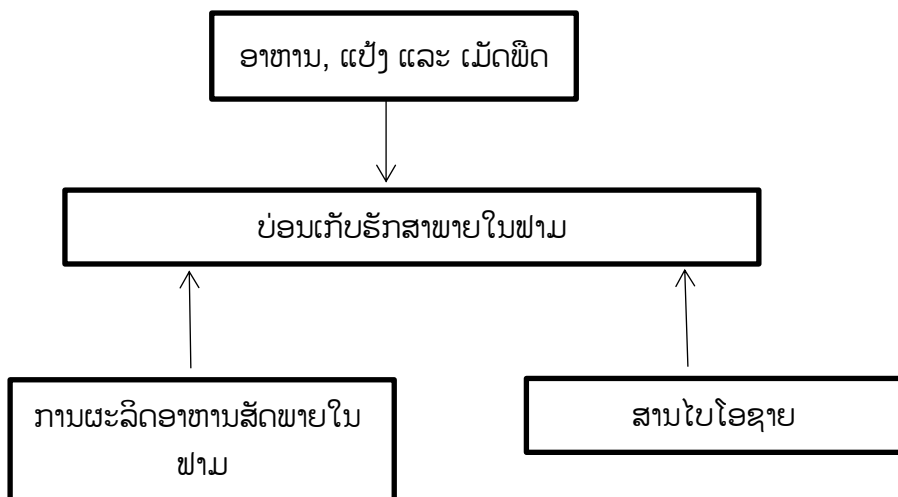 ອາຫານ, ແປ້ງ ແລະ ເມັດພືດ
ບ່ອນເກັບຮັກສາພາຍໃນຟາມ
ການຜະລິດອາຫານສັດພາຍໃນ
ຟາມ
ສານໄບໂອຊາຍ